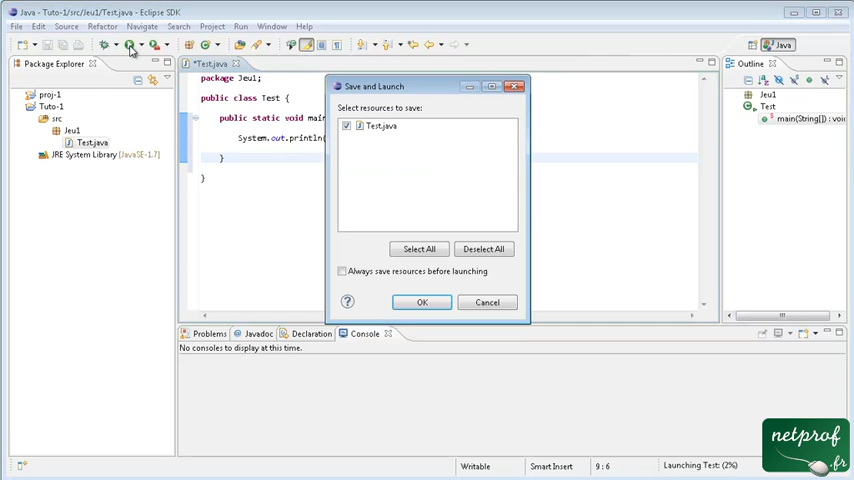 Java - Tuto-1/src/Jeu1/Test.java - Eclipse SDK
File Edit Source Refactor Navigate Search Project Run Window Help
Java
Package Explorer
*Test.java
Outline
proj-1
Tuto-1
src
Jeu1
Test.java
JRE System Library [JavaSE-1.7]
package Jeu1;
public class Test {
public static void main
System.out.println(
}
}
Save and Launch
Select resources to save:
Test.java
Select All Deselect All
Always save resources before launching
OK Cancel
Jeu1
Test
main(String[]) : voi
Problems @ Javadoc Declaration Console
No consoles to display at this time.
Writable Smart Insert 9 : 6 Launching Test: (2%)
netprof
.fr